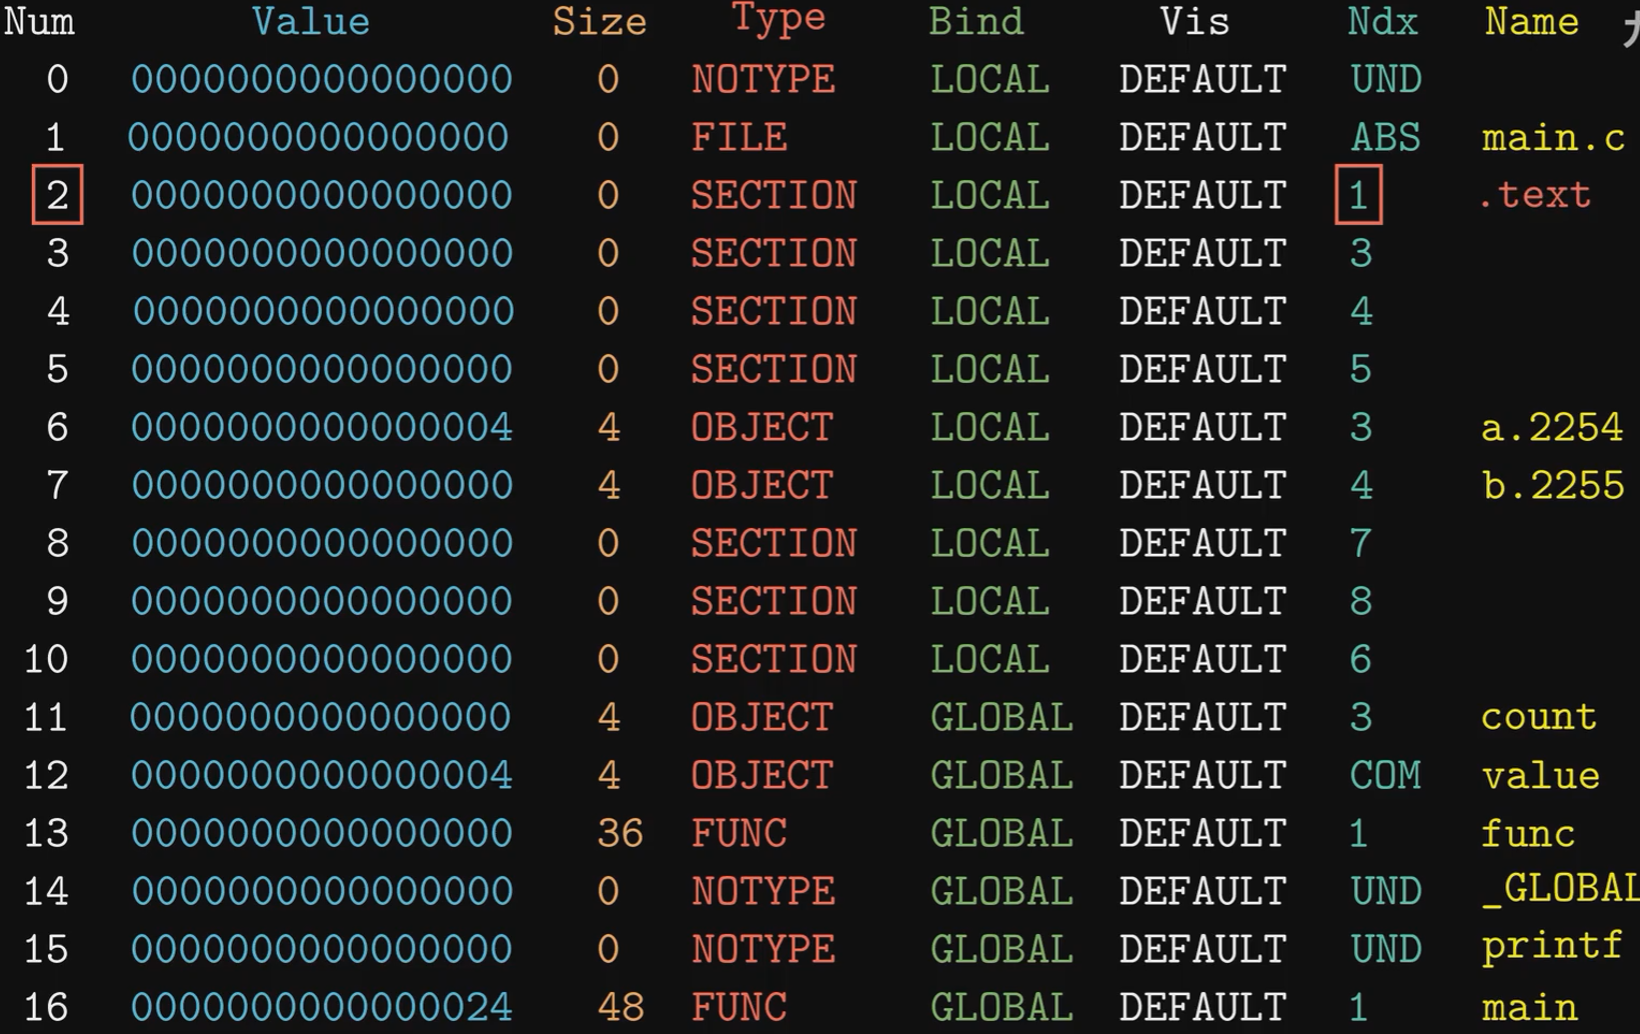 Num Value Size Type Bind Vis Ndx Name
0 0000000000000000 0 NOTYPE LOCAL DEFAULT UND
1 0000000000000000 0 FILE LOCAL DEFAULT ABS main.c
2 0000000000000000 0 SECTION LOCAL DEFAULT 1 .text
3 0000000000000000 0 SECTION LOCAL DEFAULT 3
4 0000000000000000 0 SECTION LOCAL DEFAULT 4
5 0000000000000000 0 SECTION LOCAL DEFAULT 5
6 0000000000000004 4 OBJECT LOCAL DEFAULT 3 a.2254
7 0000000000000000 4 OBJECT LOCAL DEFAULT 4 b.2255
8 0000000000000000 0 SECTION LOCAL DEFAULT 7
9 0000000000000000 0 SECTION LOCAL DEFAULT 8
10 0000000000000000 0 SECTION LOCAL DEFAULT 6
11 0000000000000000 4 OBJECT GLOBAL DEFAULT 3 count
12 0000000000000004 4 OBJECT GLOBAL DEFAULT COM value
13 0000000000000000 36 FUNC GLOBAL DEFAULT 1 func
14 0000000000000000 0 NOTYPE GLOBAL DEFAULT UND _GLOBAL
15 0000000000000000 0 NOTYPE GLOBAL DEFAULT UND printf
16 0000000000000024 48 FUNC GLOBAL DEFAULT 1 main